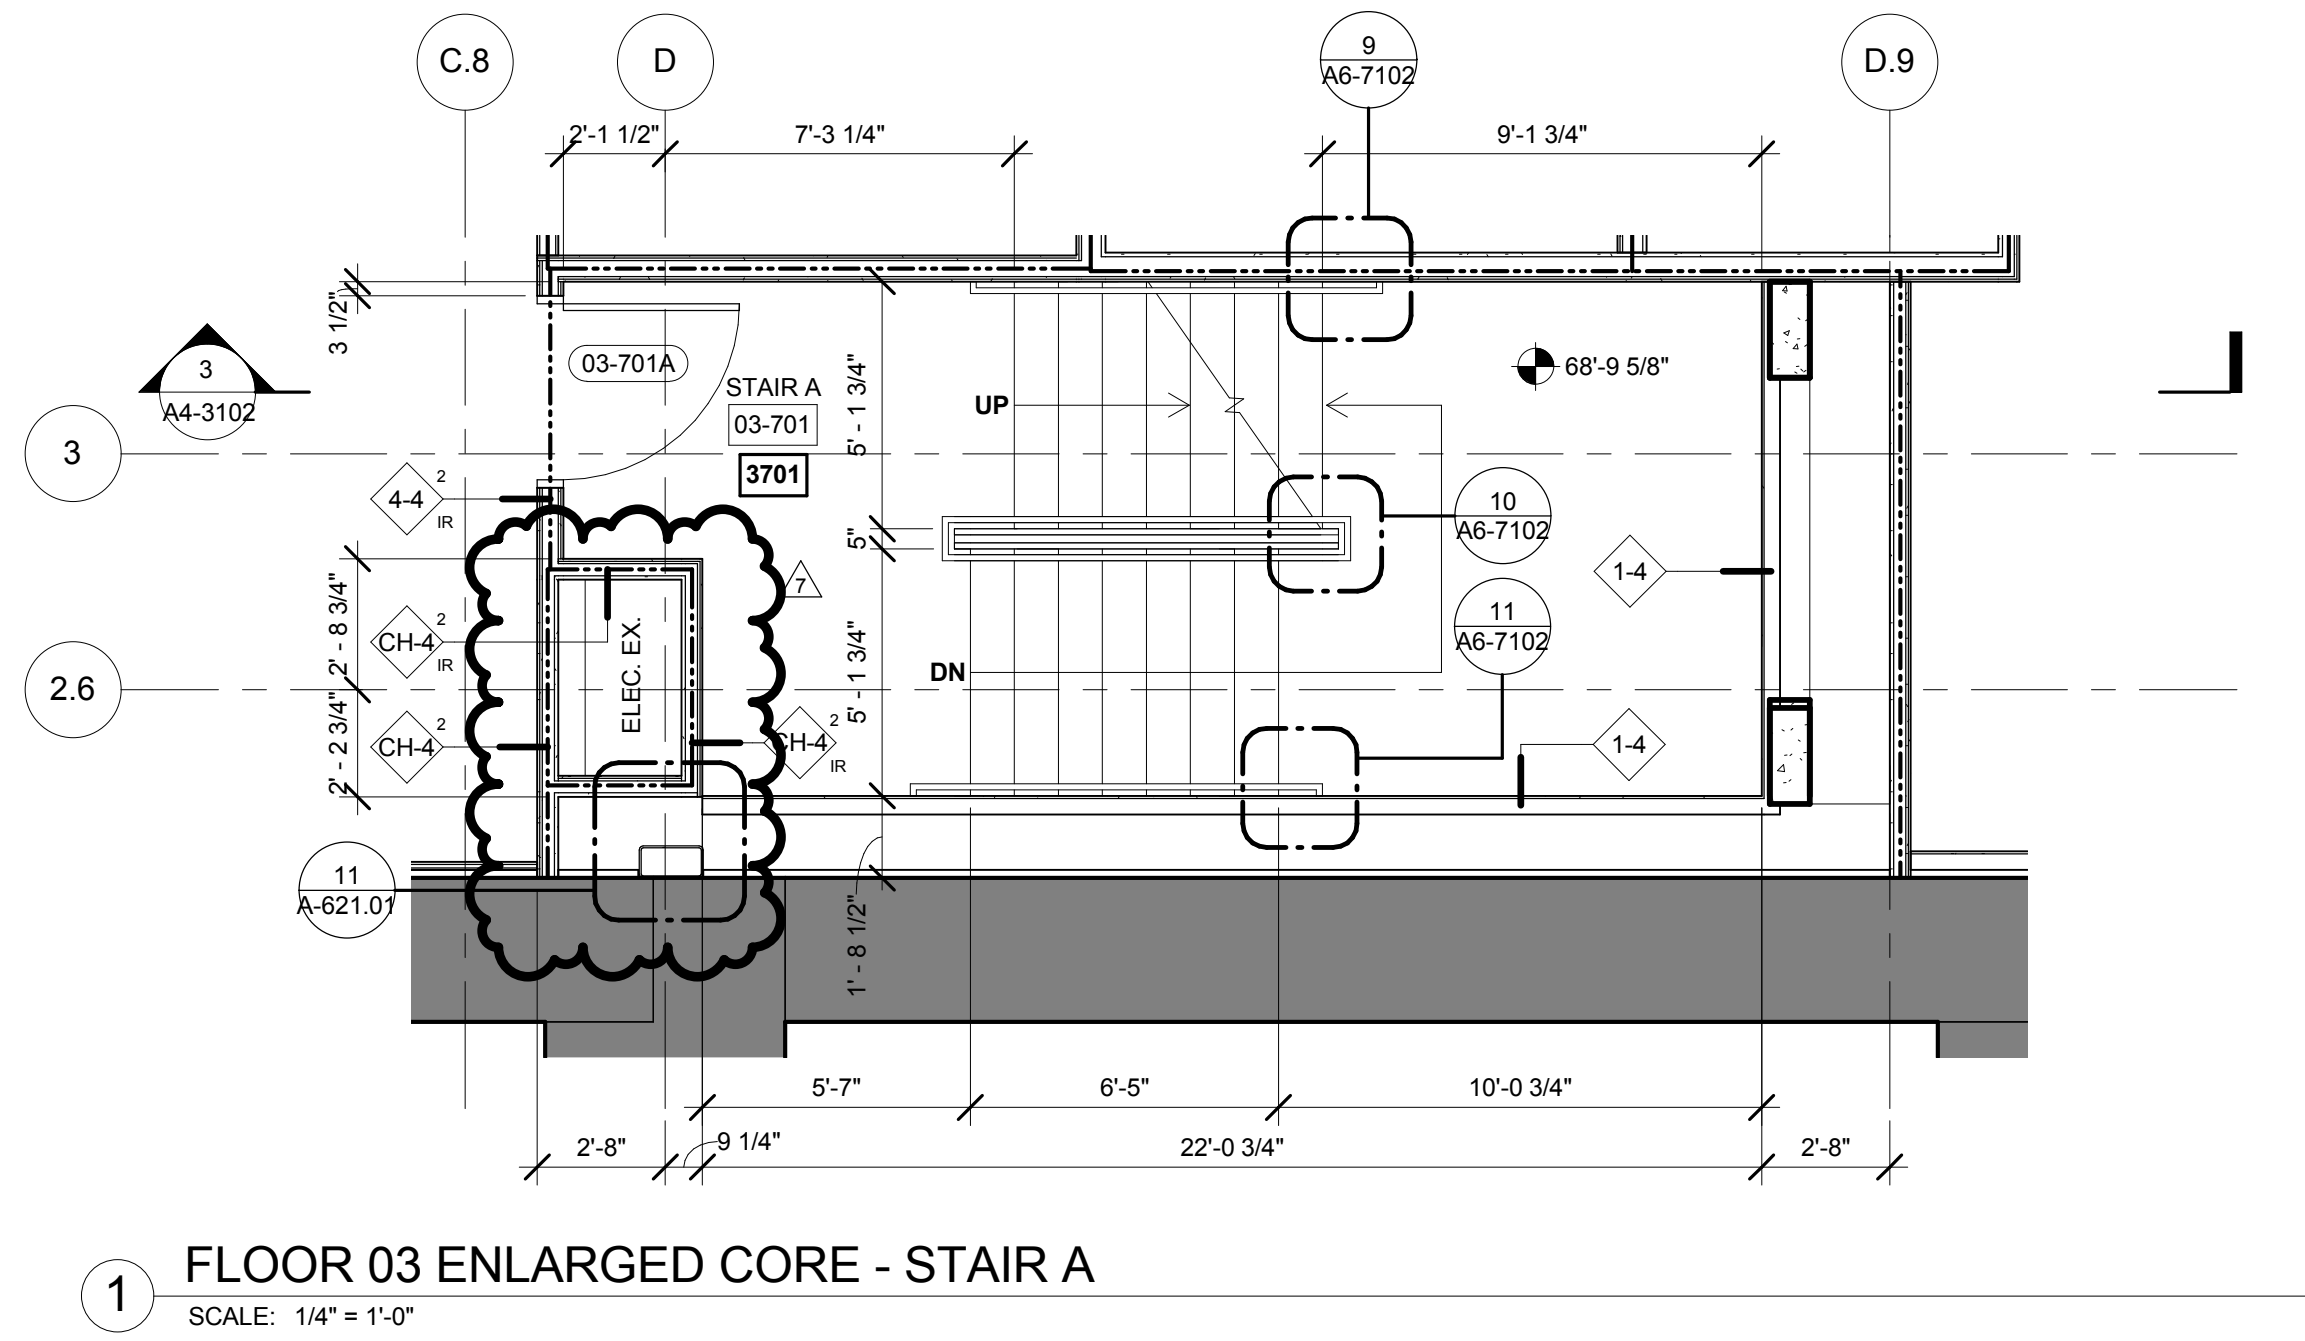 C.8
D
9
A6-7102
D.9
2'-1 1/2"
7'-3 1/4"
9'-1 3/4"
3 1/2"
03-701A
STAIR A
03-701
3701
5' - 1 3/4"
UP
68'-9 5/8"
3
A4-3102
3
4-4
2
IR
5"
10
A6-7102
1-4
7
2' - 8 3/4"
CH-4
2
IR
ELEC. EX.
11
A6-7102
2.6
DN
5' - 1 3/4"
2' - 2 3/4"
CH-4
2
CH-4
2
IR
1-4
11
A-621.01
1' - 8 1/2"
5'-7"
6'-5"
10'-0 3/4"
2'-8"
9 1/4"
22'-0 3/4"
2'-8"
1
FLOOR 03 ENLARGED CORE - STAIR A
SCALE: 1/4" = 1'-0"